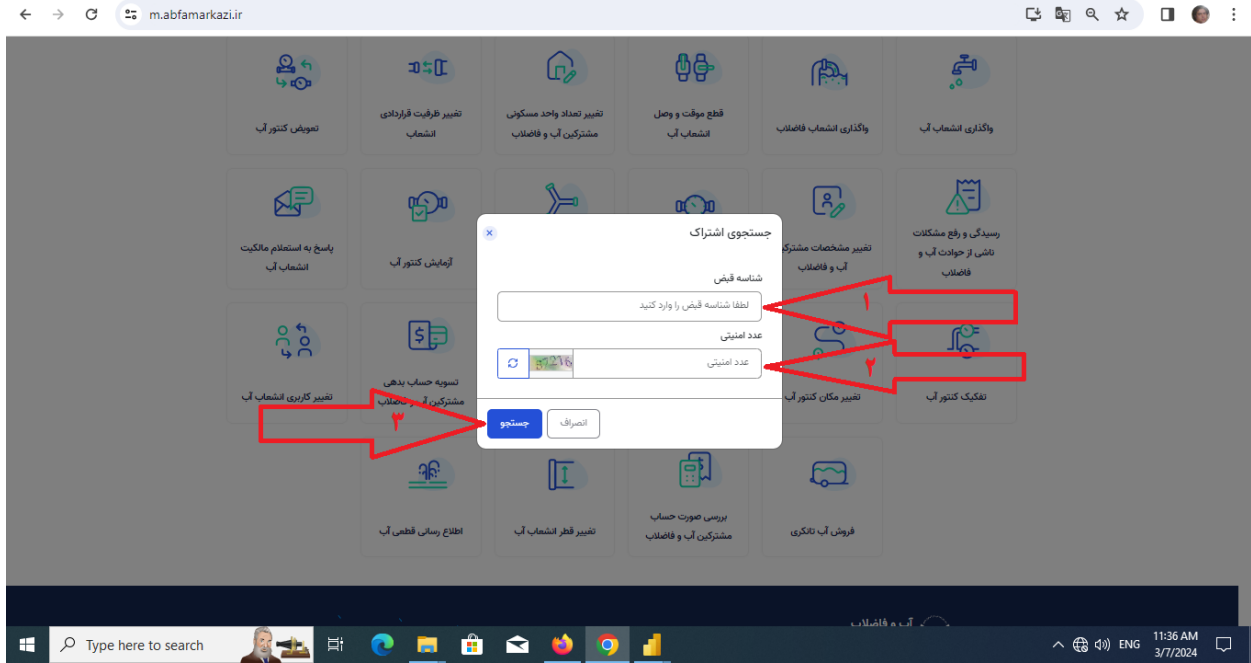 m.abfamarkazi.ir
واگذاری انشعاب آب
واگذاری انشعاب فاضلاب
قطع موقت و وصل
انشعاب آب
تغییر تعداد واحد مسکونی
مشترکین آب و فاضلاب
تغییر ظرفیت قراردادی
انشعاب
تعویض کنتور آب
رسیدگی و رفع مشکلات
ناشی از حوادث آب و
فاضلاب
تغییر مشخصات
آب و فاضلاب
آزمایش کنتور آب
پاسخ به استعلام مالکیت
انشعاب آب
جستجوی اشتراک
شناسه قبض
لطفا شناسه قبض را وارد کنید
۱
عدد امنیتی
عدد امنیتی
۲
انصراف
جستجو
۳
تفکیک کنتور آب
تغییر مکان کنتور آب
تسویه حساب بدهی
مشترکین آب و فاضلاب
تغییر کاربری انشعاب آب
فروش آب تانکری
بررسی صورت حساب
مشترکین آب و فاضلاب
تغییر قطر انشعاب آب
اطلاع رسانی قطعی آب
آب و فاضلاب
Type here to search
ENG
11:36 AM
3/7/2024